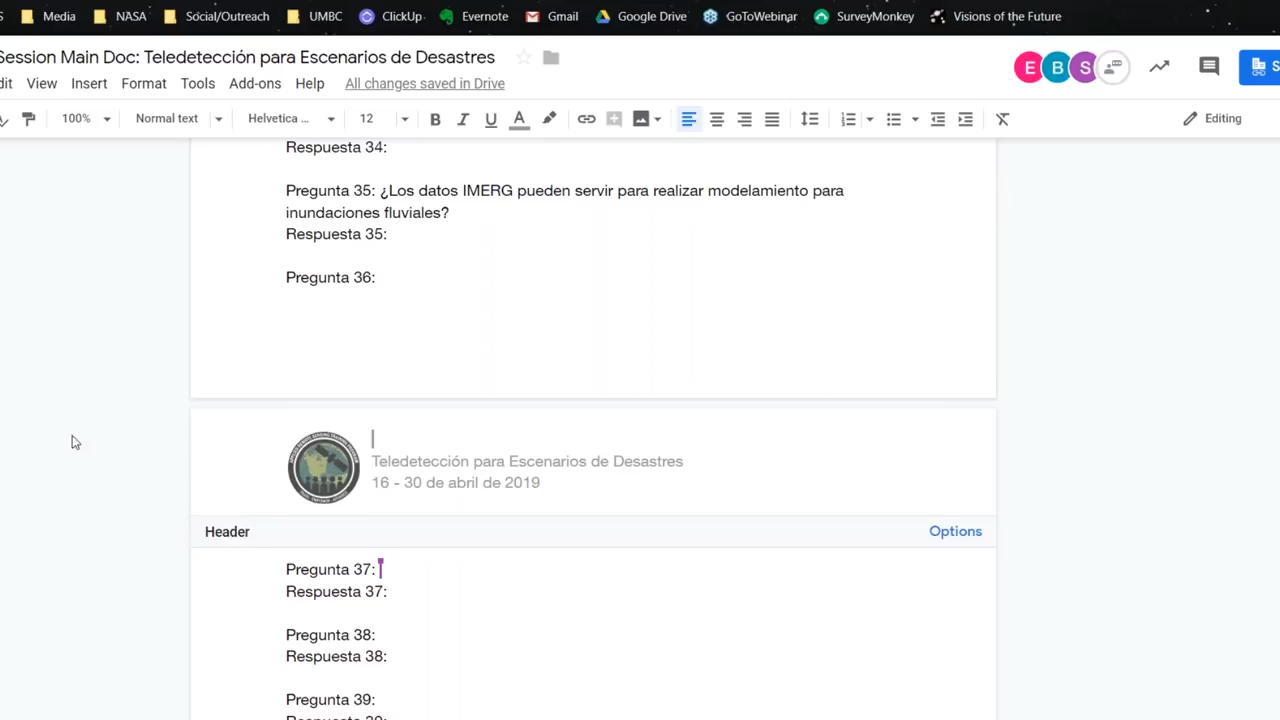 Media NASA Social/Outreach UMBC ClickUp Evernote Gmail Google Drive GoToWebinar SurveyMonkey Visions of the Future
Session Main Doc: Teledetección para Escenarios de Desastres
E B S
dit View Insert Format Tools Add-ons Help All changes saved in Drive
100% Normal text Helvetica ... 12 B I U A Editing
Respuesta 34:
Pregunta 35: ¿Los datos IMERG pueden servir para realizar modelamiento para
inundaciones fluviales?
Respuesta 35:
Pregunta 36:
Teledetección para Escenarios de Desastres
16 - 30 de abril de 2019
Header Options
Pregunta 37:
Respuesta 37:
Pregunta 38:
Respuesta 38:
Pregunta 39:
Respuesta 39: